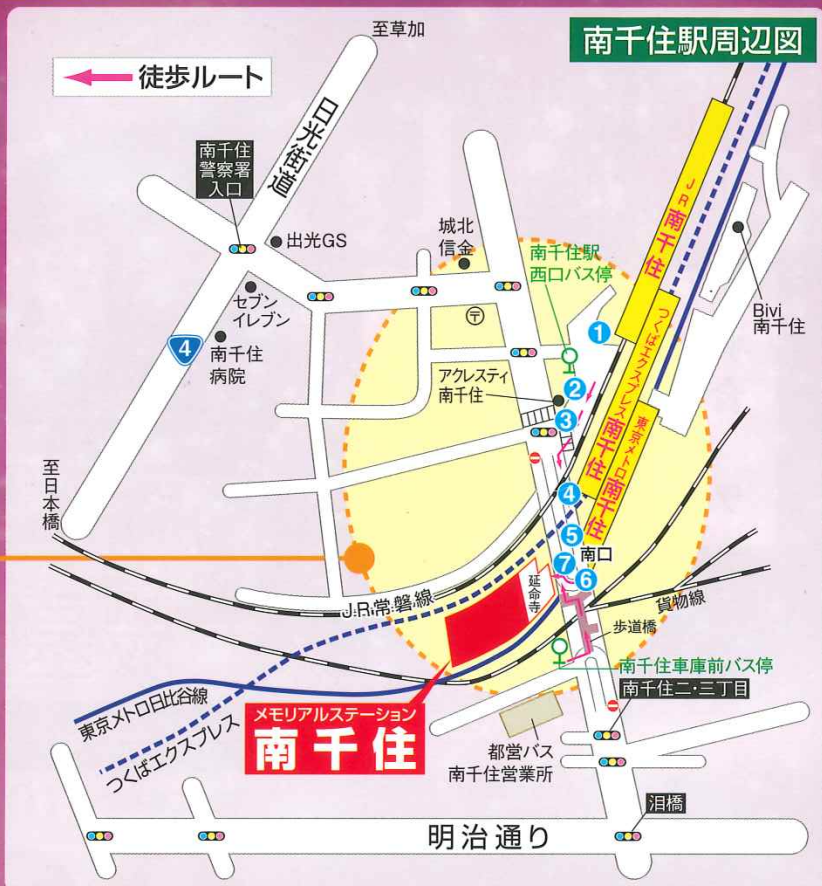 南千住駅周辺図
徒歩ルート
至草加
日光街道
南千住
警察署
入口
出光GS
城北
信金
南千住駅
西口バス停
JR南千住
つくばエクスプレス南千住
東京メトロ南千住
Bivi
南千住
セブン
イレブン
4
南千住
病院
〒
アクレスティ
南千住
1
2
3
4
5
南口
7
6
至日本橋
JR常磐線
延命寺
貨物線
歩道橋
南千住車庫前バス停
南千住二・三丁目
東京メトロ日比谷線
つくばエクスプレス
メモリアルステーション
南千住
都営バス
南千住営業所
泪橋
明治通り